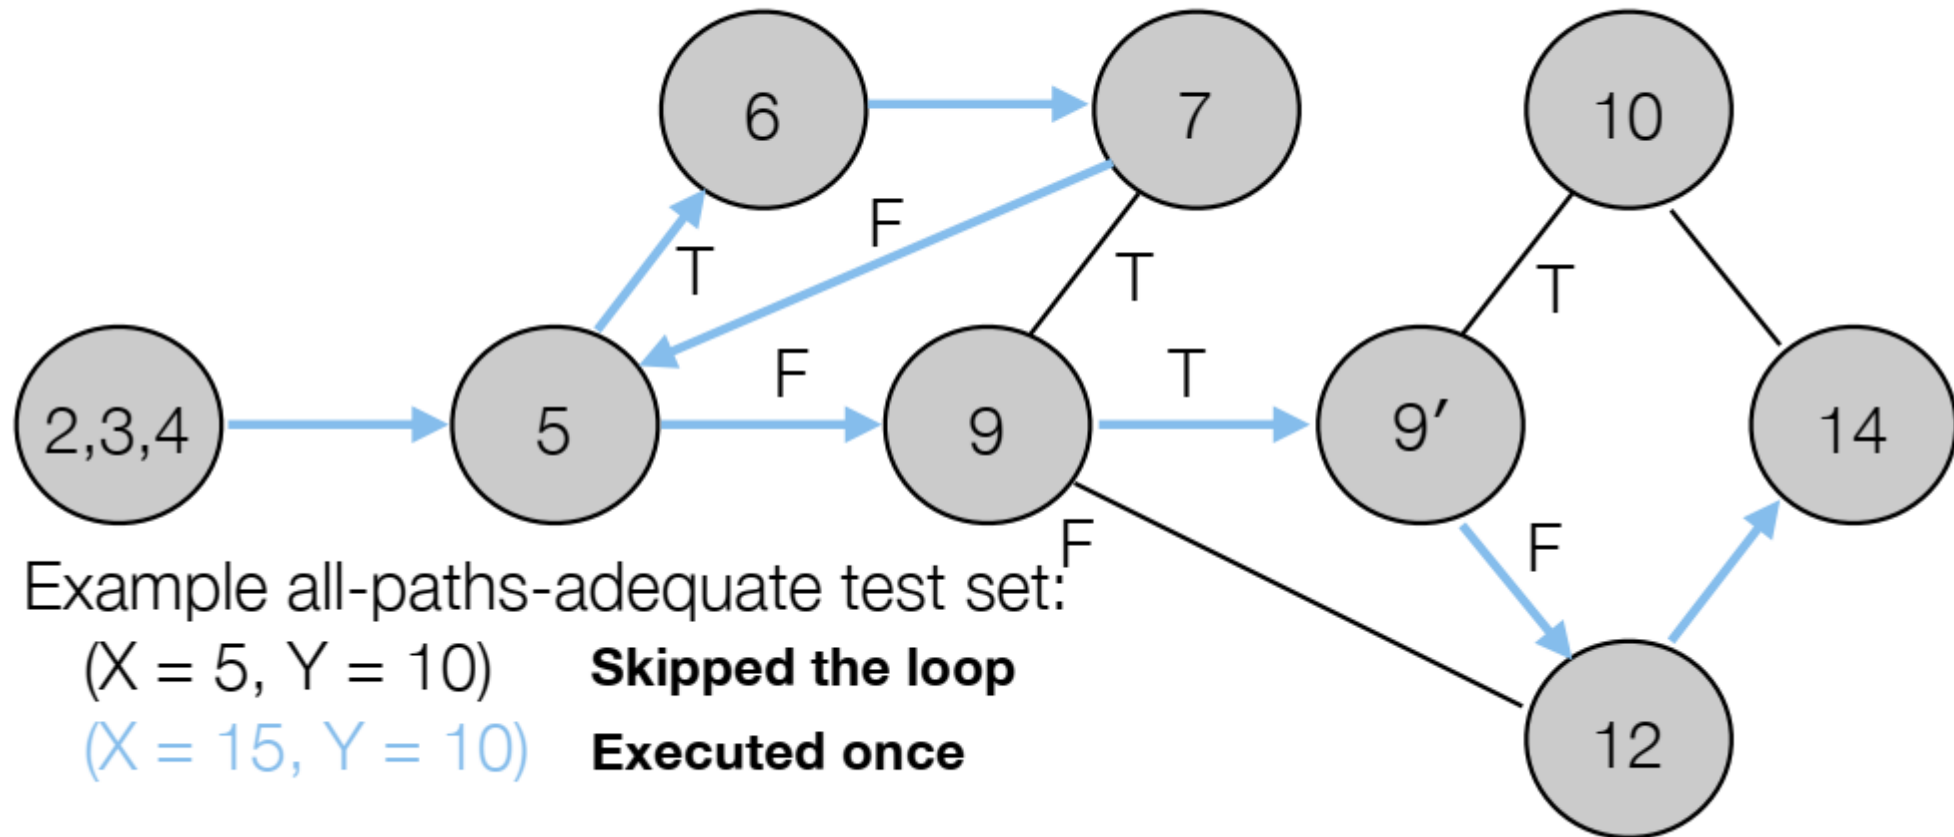 6
7
10
F
T
T
T
F
T
2,3,4
5
9
9′
14
F
F
Example all-paths-adequate test set:
(X = 5, Y = 10) Skipped the loop
(X = 15, Y = 10) Executed once
12